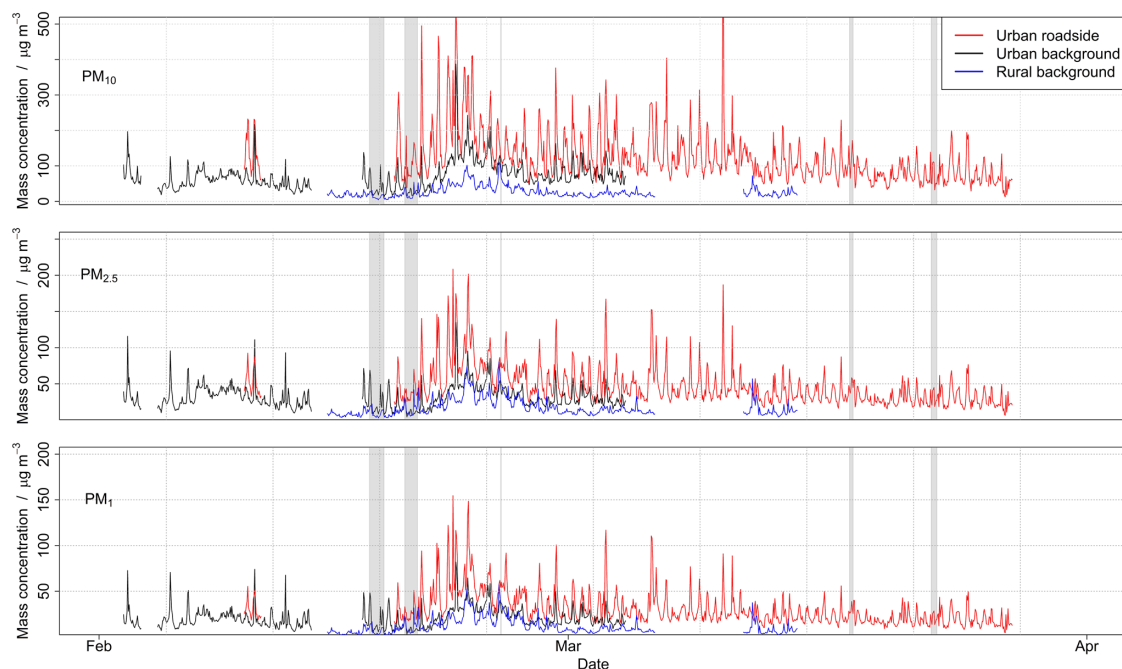 Mass concentration / µg m⁻³
500
300
200
100
0
PM₁₀
Urban roadside
Urban background
Rural background
Mass concentration / µg m⁻³
200
100
50
PM₂.₅
Mass concentration / µg m⁻³
200
150
100
50
PM₁
Feb
Mar
Apr
Date